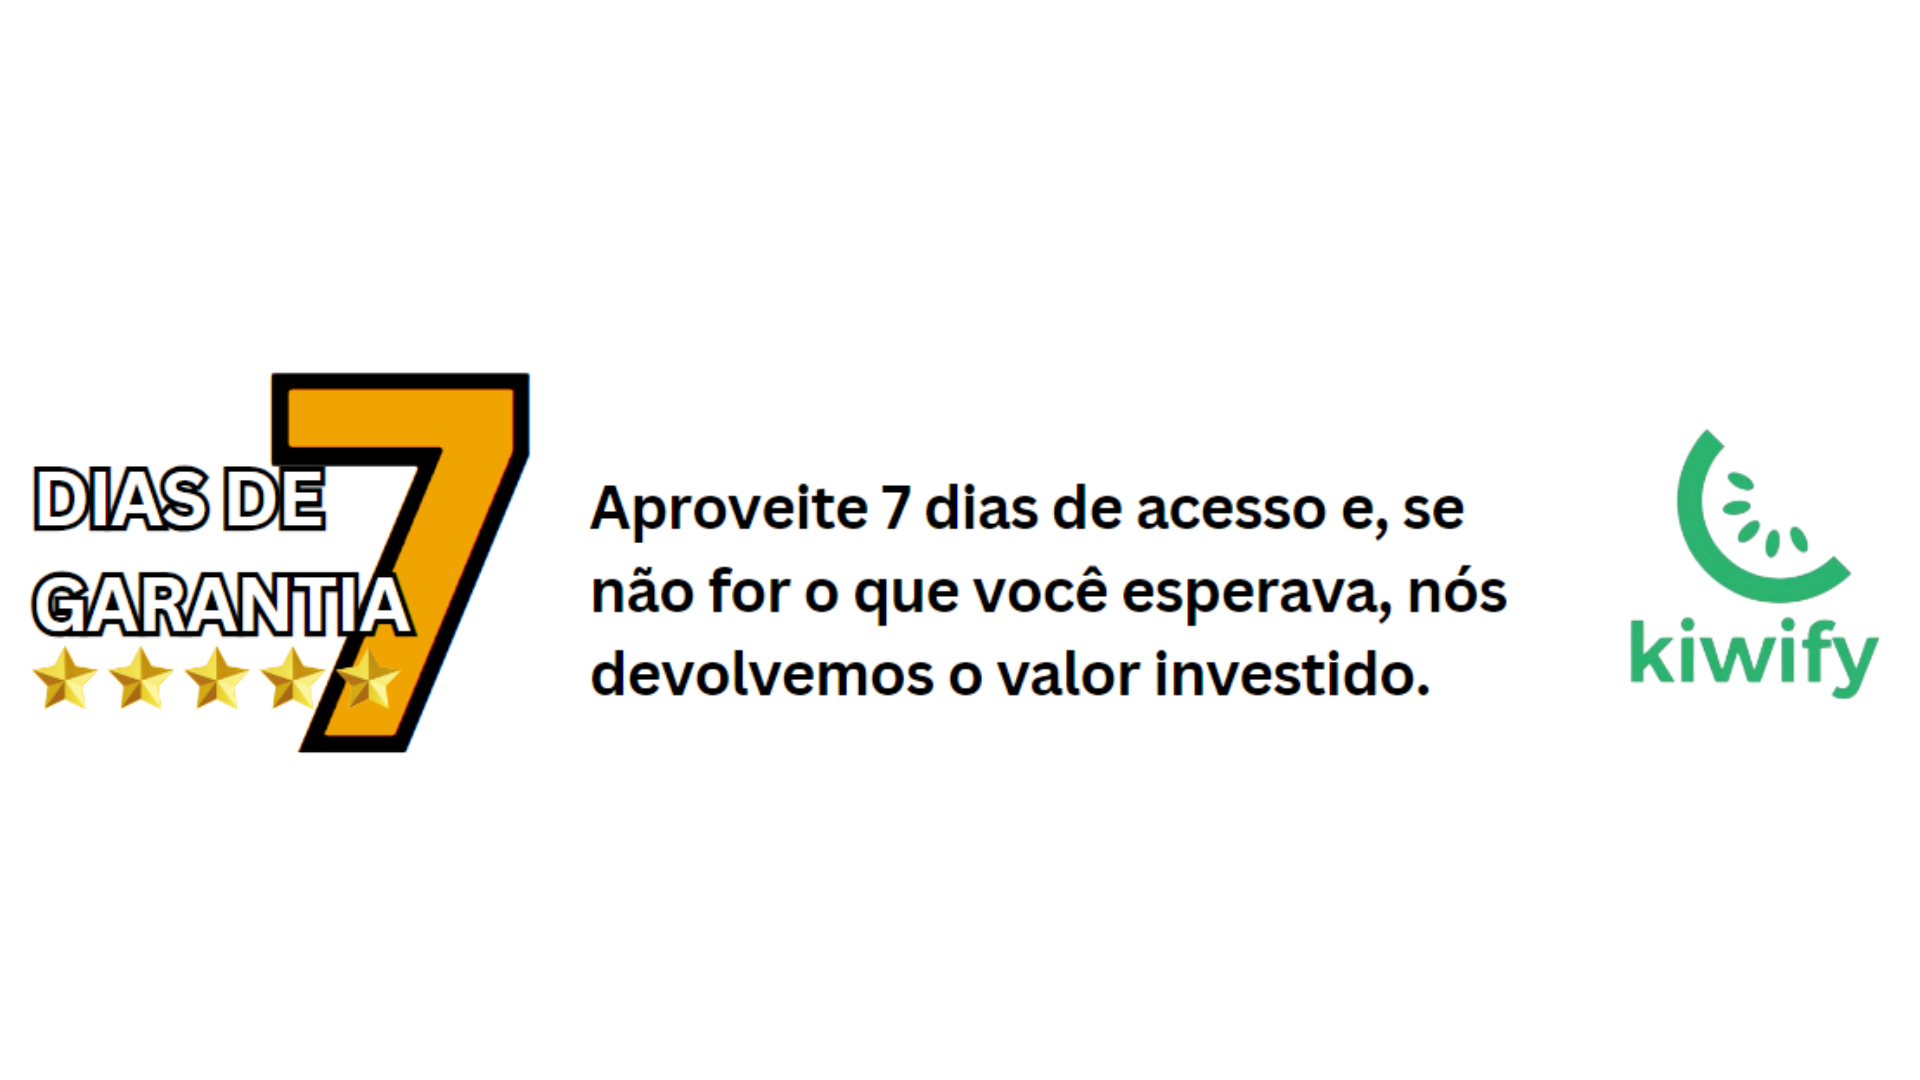 7
DIAS DE
GARANTIA
Aproveite 7 dias de acesso e, se
não for o que você esperava, nós
devolvemos o valor investido.
kiwify